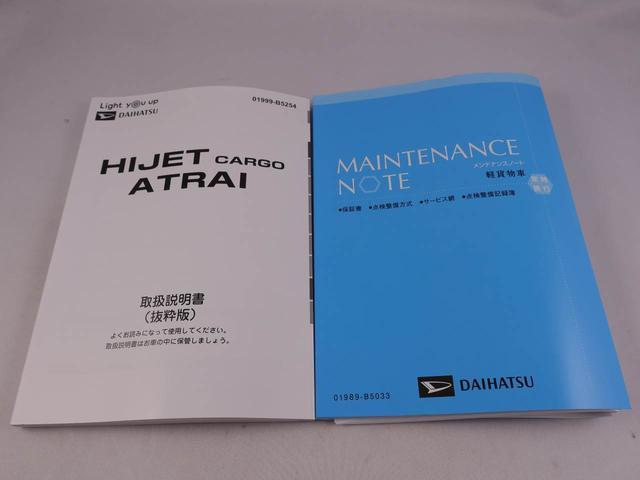 Light you up
DAIHATSU
01999-B5254
HIJET CARGO
ATRAI
取扱説明書
(抜粋版)
よくお読みになって使用してください。
取扱説明書はお車の中に保管しましょう。
MAINTENANCE
NOTE
メンテナンスノート
軽貨物車
●保証書 ●点検整備方式 ●サービス網 ●点検整備記録簿
01989-B5033
DAIHATSU